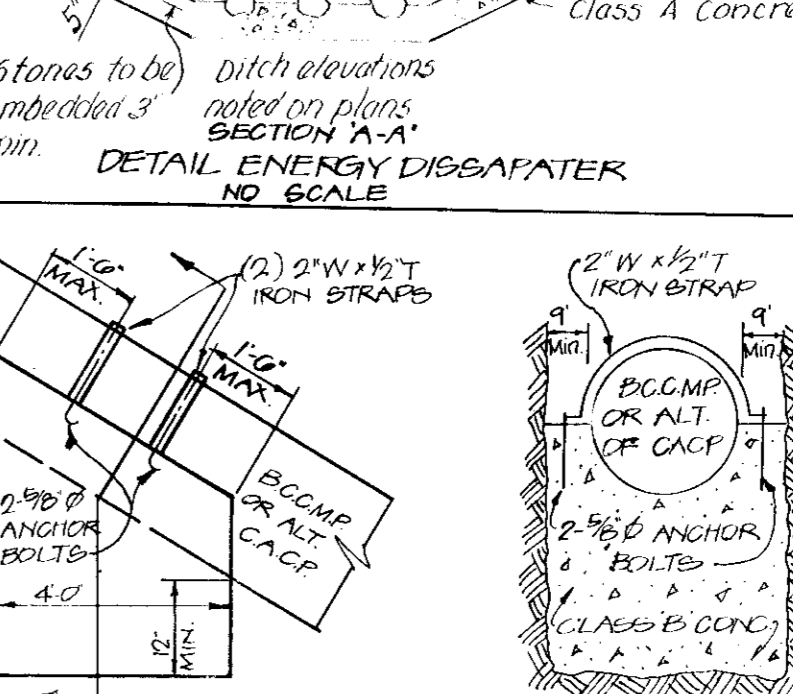 5"
Class A Concre
Stones to be
mbedded 3'
min.
Ditch elevations
noted on plans
SECTION 'A-A'
DETAIL ENERGY DISSAPATER
NO SCALE
1'-6"
MAX.
(2) 2"W x 1/2"T
IRON STRAPS
1'-6"
MAX.
B.C.C.M.P.
OR ALT.
C.A.C.P.
2-5/8"Ø
ANCHOR
BOLTS
4'-0"
12"
MIN.
2"W x 1/2"T
IRON STRAP
9'
Min.
9'
Min.
B.C.C.MP.
OR ALT.
OF CACP
2-5/8"Ø ANCHOR
BOLTS
CLASS 'B' CONC.